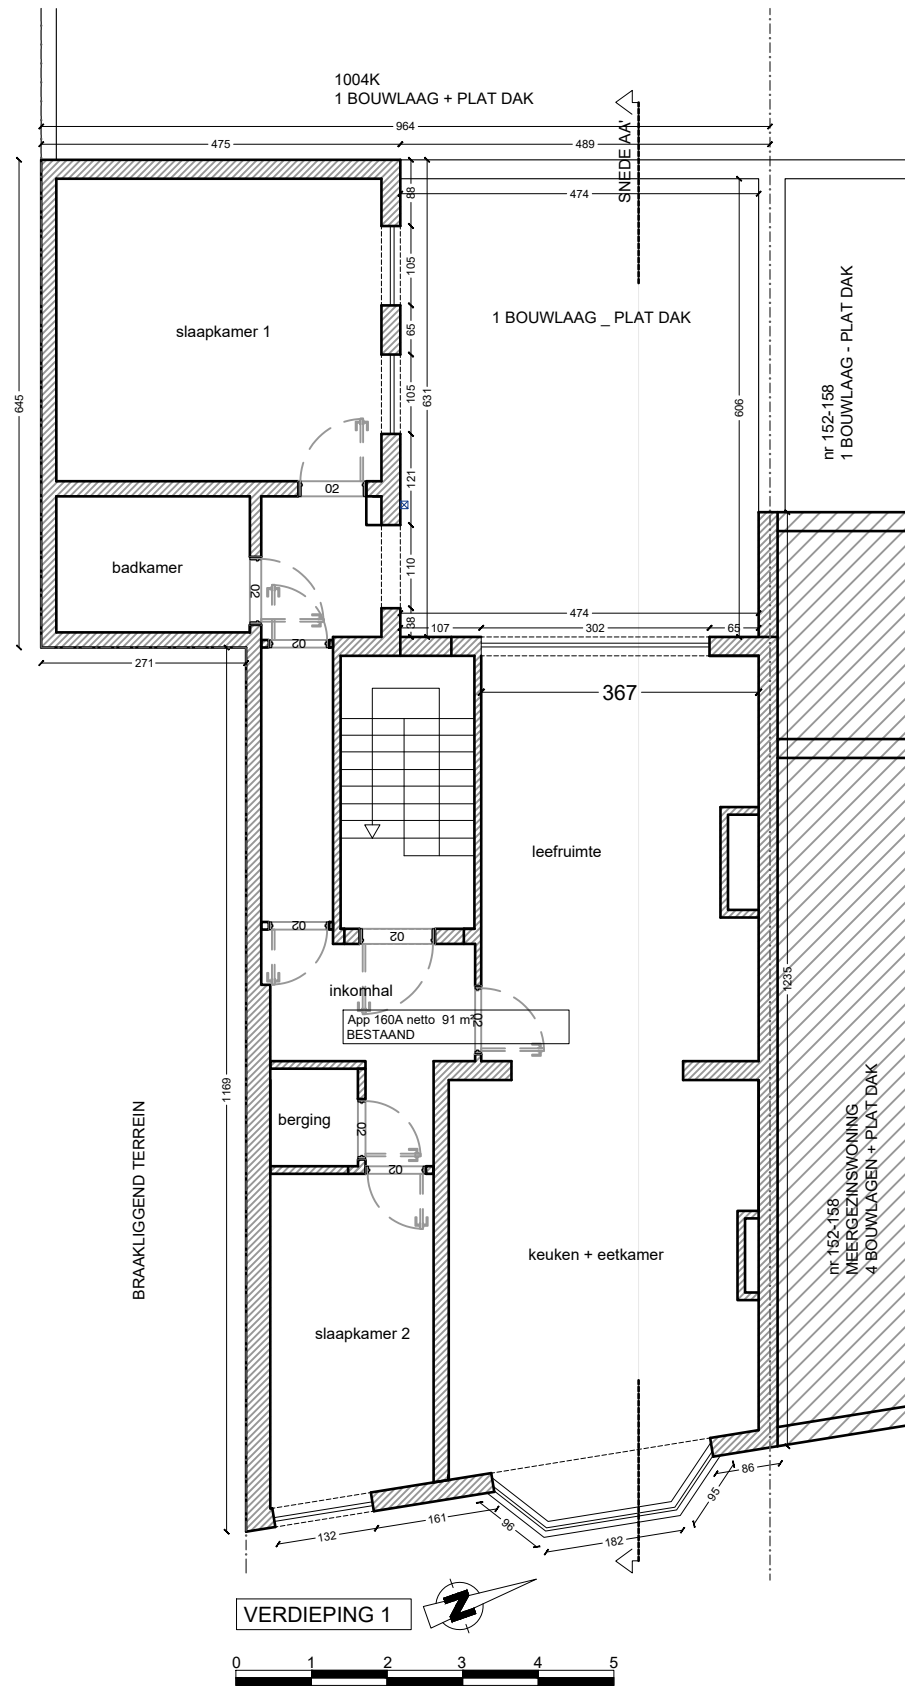 1004K
1 BOUWLAAG + PLAT DAK
964
475
489
SNEDE AA'
474
88
105
65
105
121
110
38
631
645
606
slaapkamer 1
1 BOUWLAAG _ PLAT DAK
nr 152-158
1 BOUWLAAG - PLAT DAK
02
badkamer
02
02
271
474
107
302
65
367
leefruimte
02
02
inkomhal
02
App 160A netto 91 m²
BESTAAND
1235
1169
berging
02
02
BRAAKLIGGEND TERREIN
keuken + eetkamer
nr 152-158
MEERGEZINSWONING
4 BOUWLAGEN + PLAT DAK
slaapkamer 2
132
161
96
182
95
86
VERDIEPING 1
N
0 1 2 3 4 5